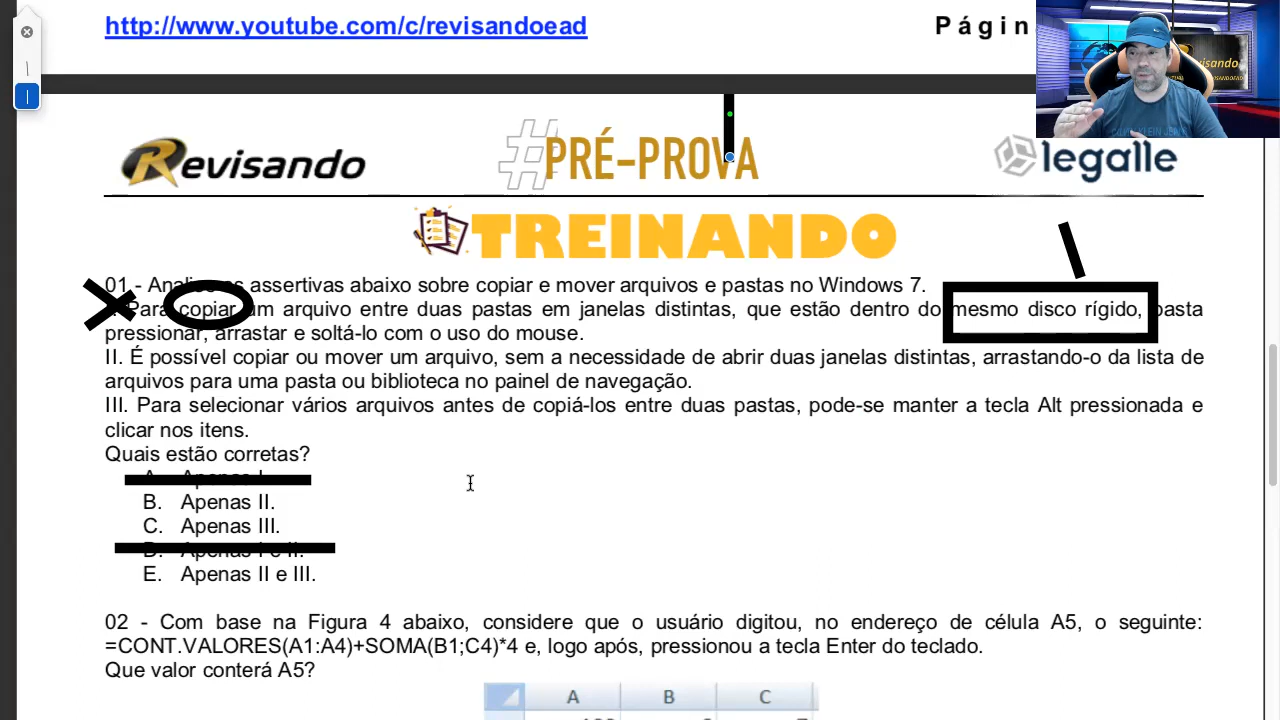 http://www.youtube.com/c/revisandoead
Págin
Revisando
#PRÉ-PROVA
legalle
TREINANDO
01 - Analise as assertivas abaixo sobre copiar e mover arquivos e pastas no Windows 7.
Para copiar um arquivo entre duas pastas em janelas distintas, que estão dentro do mesmo disco rígido, basta
pressionar, arrastar e soltá-lo com o uso do mouse.
II. É possível copiar ou mover um arquivo, sem a necessidade de abrir duas janelas distintas, arrastando-o da lista de
arquivos para uma pasta ou biblioteca no painel de navegação.
III. Para selecionar vários arquivos antes de copiá-los entre duas pastas, pode-se manter a tecla Alt pressionada e
clicar nos itens.
Quais estão corretas?
A. Apenas I.
B. Apenas II.
C. Apenas III.
D. Apenas I e II.
E. Apenas II e III.
02 - Com base na Figura 4 abaixo, considere que o usuário digitou, no endereço de célula A5, o seguinte:
=CONT.VALORES(A1:A4)+SOMA(B1;C4)*4 e, logo após, pressionou a tecla Enter do teclado.
Que valor conterá A5?
A B C